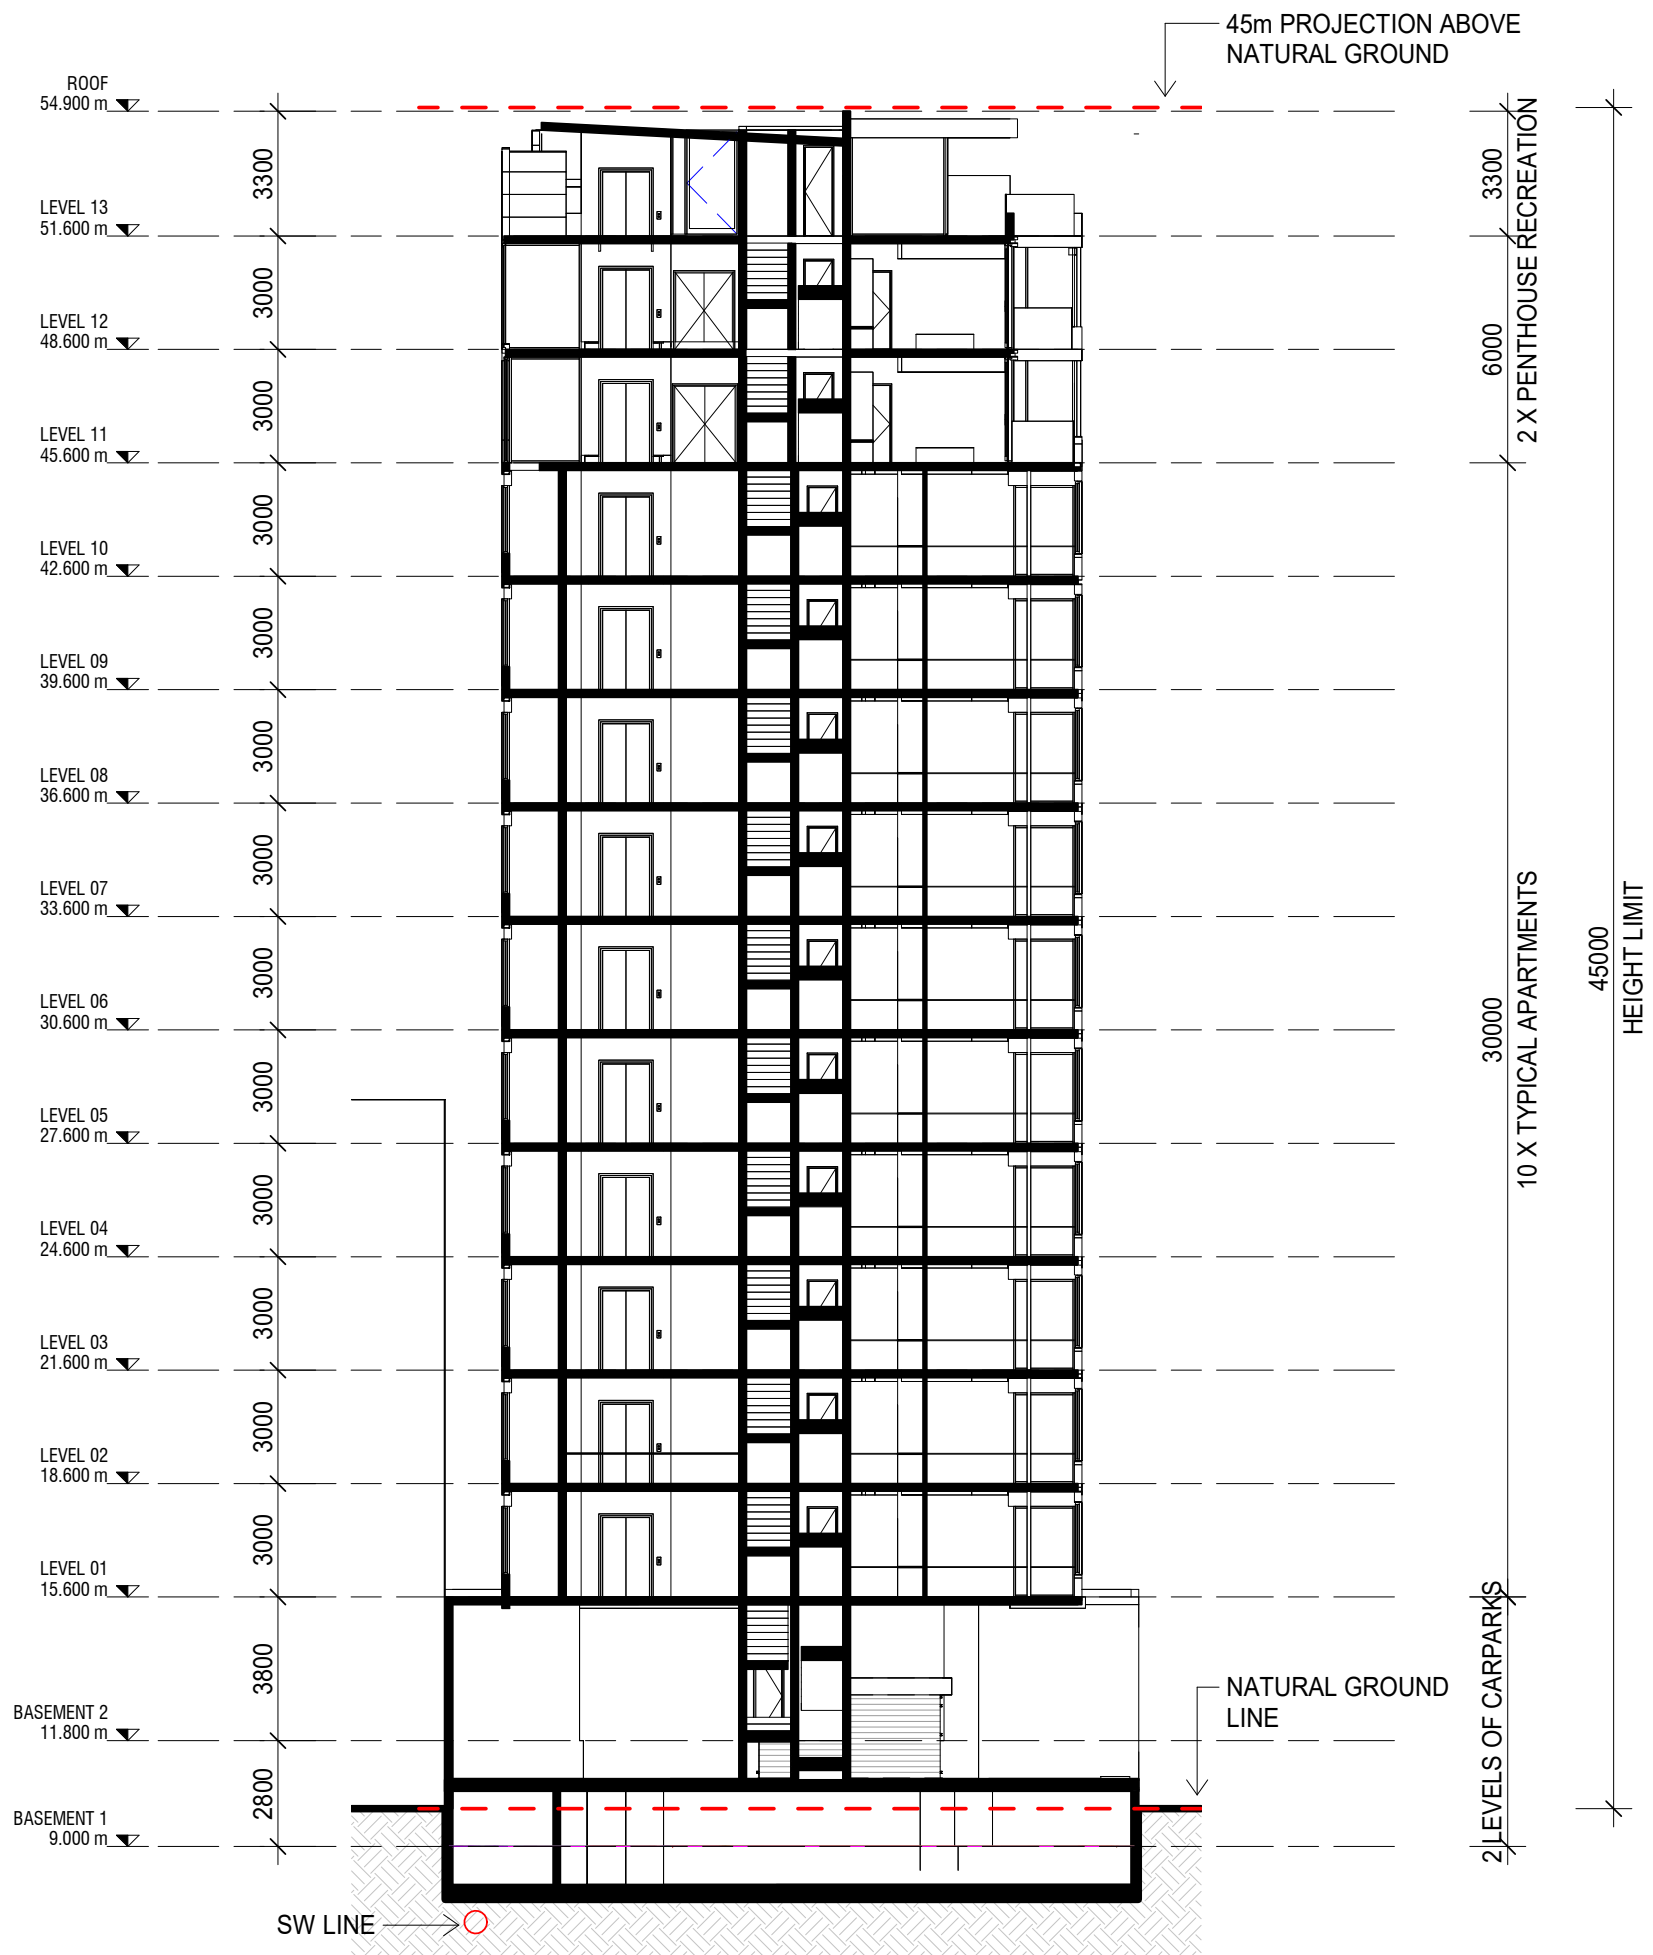 45m PROJECTION ABOVE
NATURAL GROUND
ROOF
54.900 m
3300
LEVEL 13
51.600 m
3000
LEVEL 12
48.600 m
3000
LEVEL 11
45.600 m
3000
LEVEL 10
42.600 m
3000
LEVEL 09
39.600 m
3000
LEVEL 08
36.600 m
3000
LEVEL 07
33.600 m
3000
LEVEL 06
30.600 m
3000
LEVEL 05
27.600 m
3000
LEVEL 04
24.600 m
3000
LEVEL 03
21.600 m
3000
LEVEL 02
18.600 m
3000
LEVEL 01
15.600 m
3800
BASEMENT 2
11.800 m
2800
BASEMENT 1
9.000 m
SW LINE
3300
6000
2 X PENTHOUSE RECREATION
30000
10 X TYPICAL APARTMENTS
2 LEVELS OF CARPARKS
45000
HEIGHT LIMIT
NATURAL GROUND
LINE